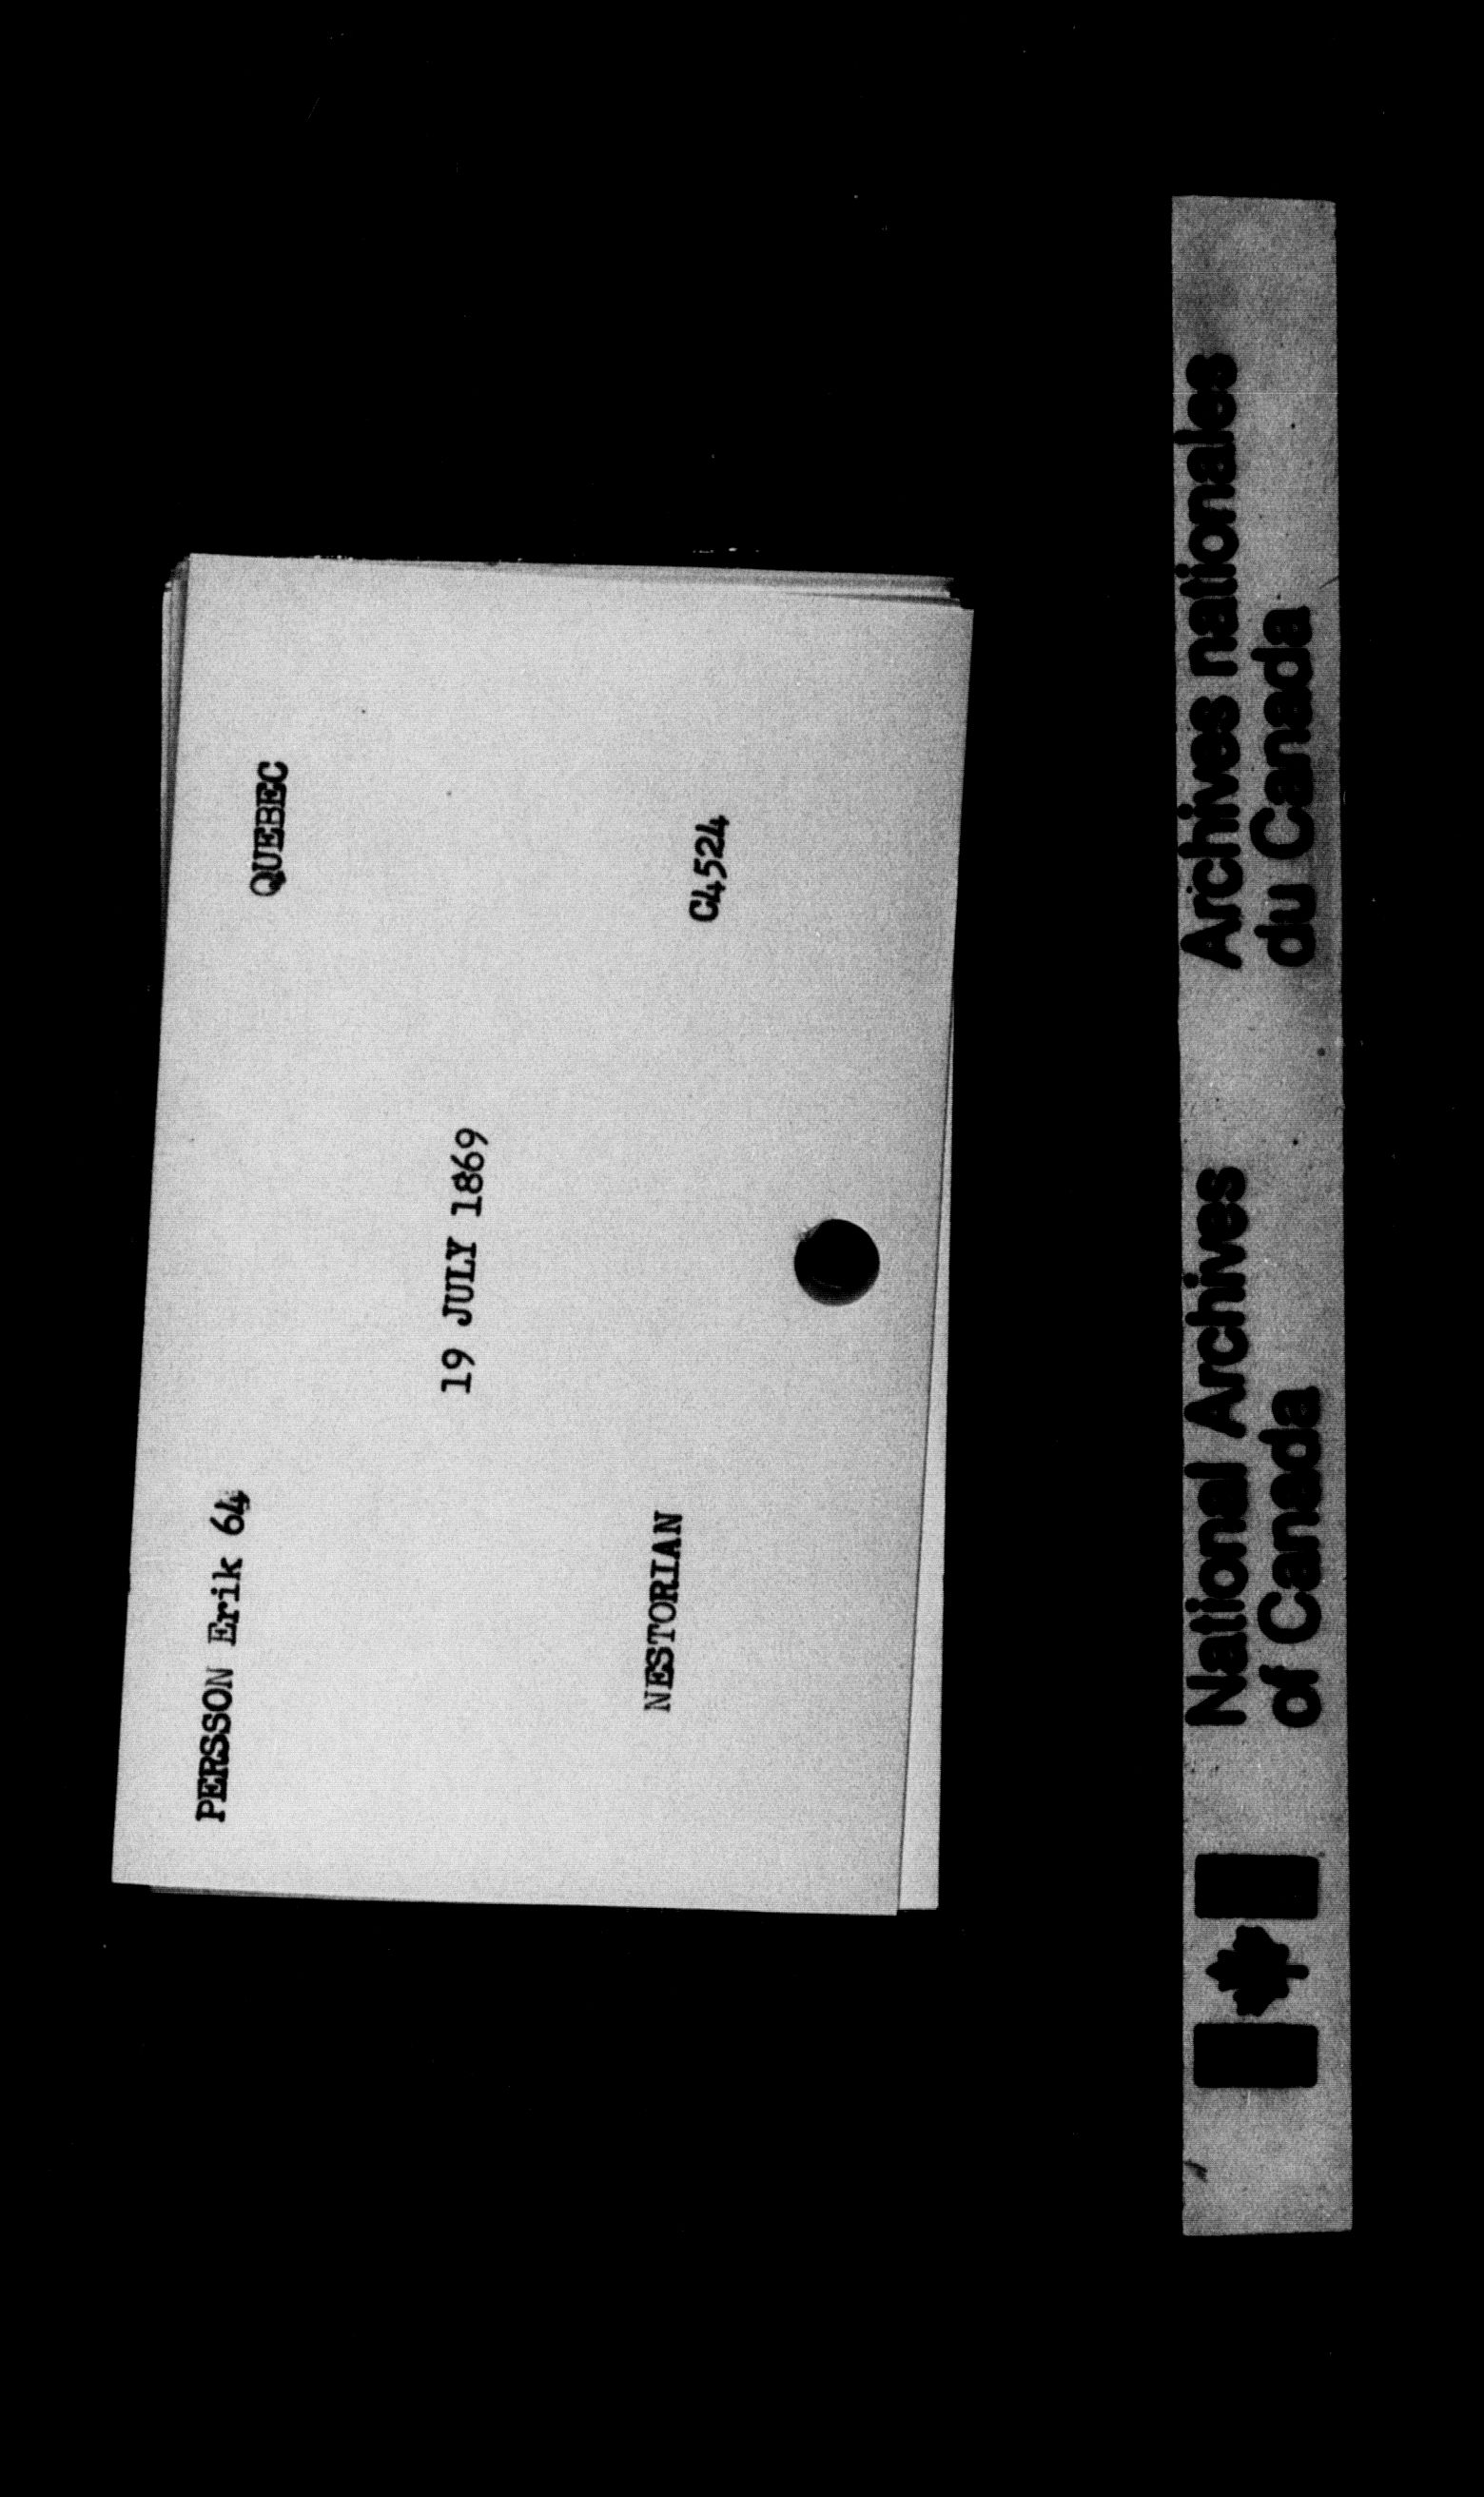 PERSSON Erik 64
QUEBEC
19 JULY 1869
NESTORIAN
C4524
National Archives
of Canada
Archives nationales
du Canada